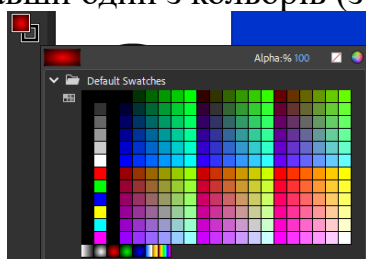 один з кольорів (з
Alpha:% 100
Default Swatches